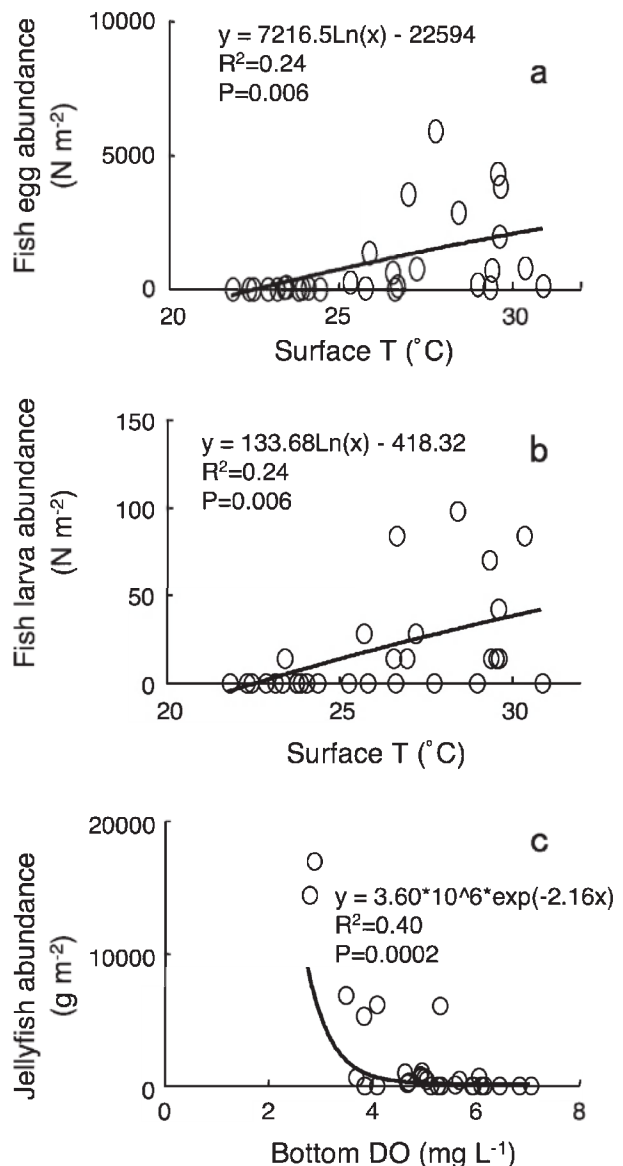 10000
5000
0
Fish egg abundance
(N m⁻²)
y = 7216.5Ln(x) - 22594
R²=0.24
P=0.006
a
20 25 30
Surface T (˚C)
150
100
50
0
Fish larva abundance
(N m⁻²)
y = 133.68Ln(x) - 418.32
R²=0.24
P=0.006
b
20 25 30
Surface T (˚C)
20000
10000
0
Jellyfish abundance
(g m⁻²)
c
y = 3.60*10^6*exp(-2.16x)
R²=0.40
P=0.0002
0 2 4 6 8
Bottom DO (mg L⁻¹)